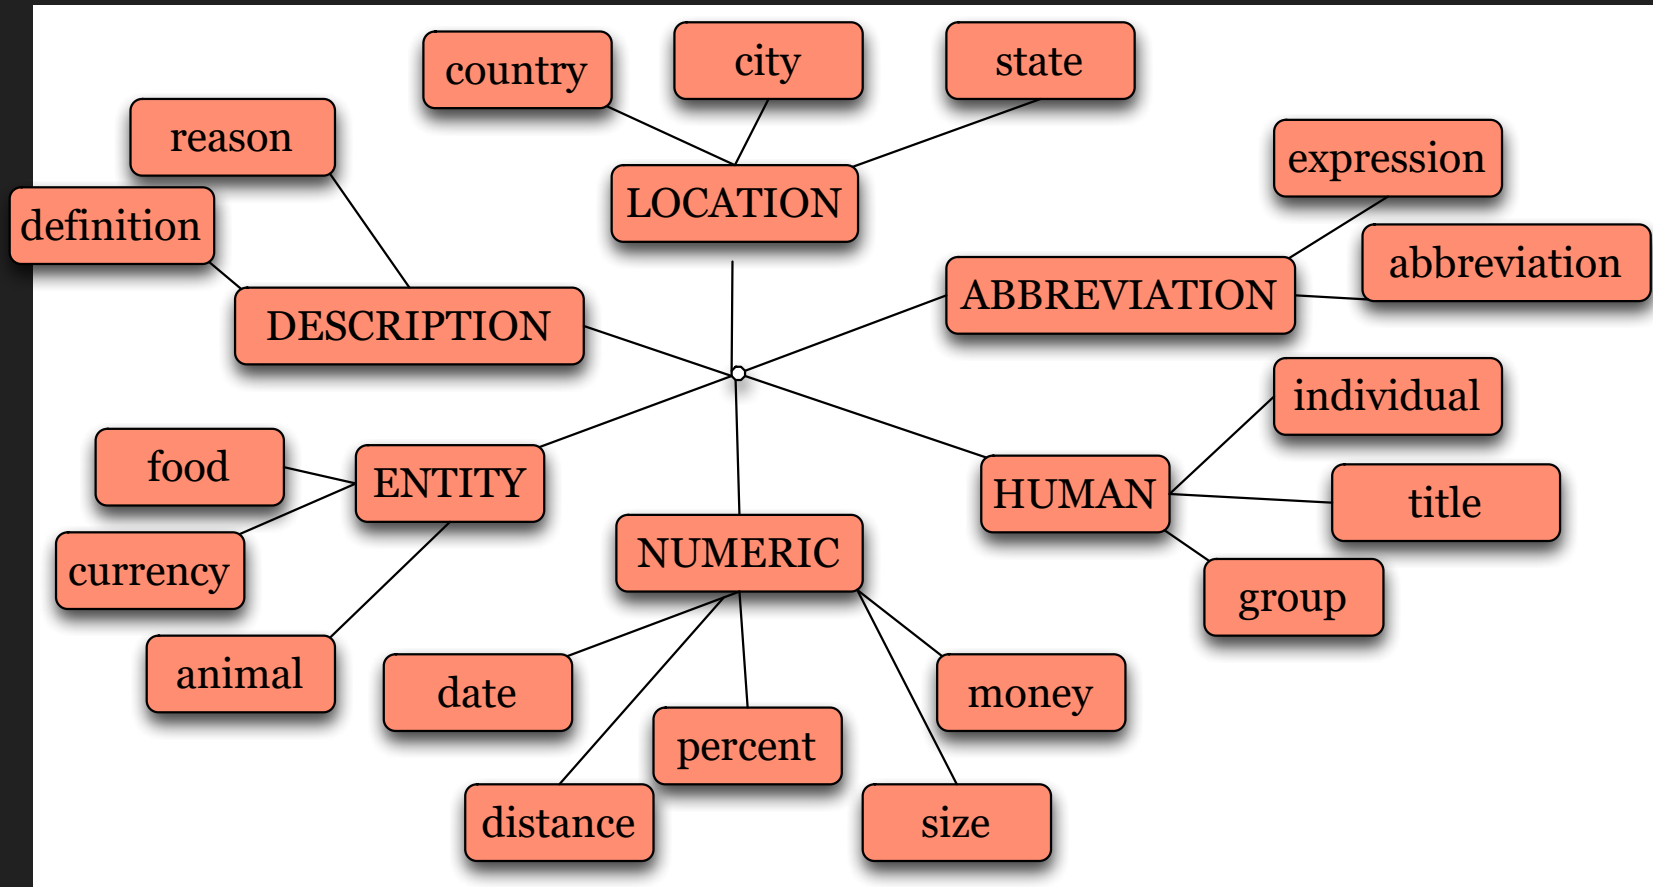 country
city
state
reason
expression
definition
LOCATION
abbreviation
ABBREVIATION
DESCRIPTION
individual
food
ENTITY
HUMAN
title
NUMERIC
currency
group
animal
date
money
percent
distance
size